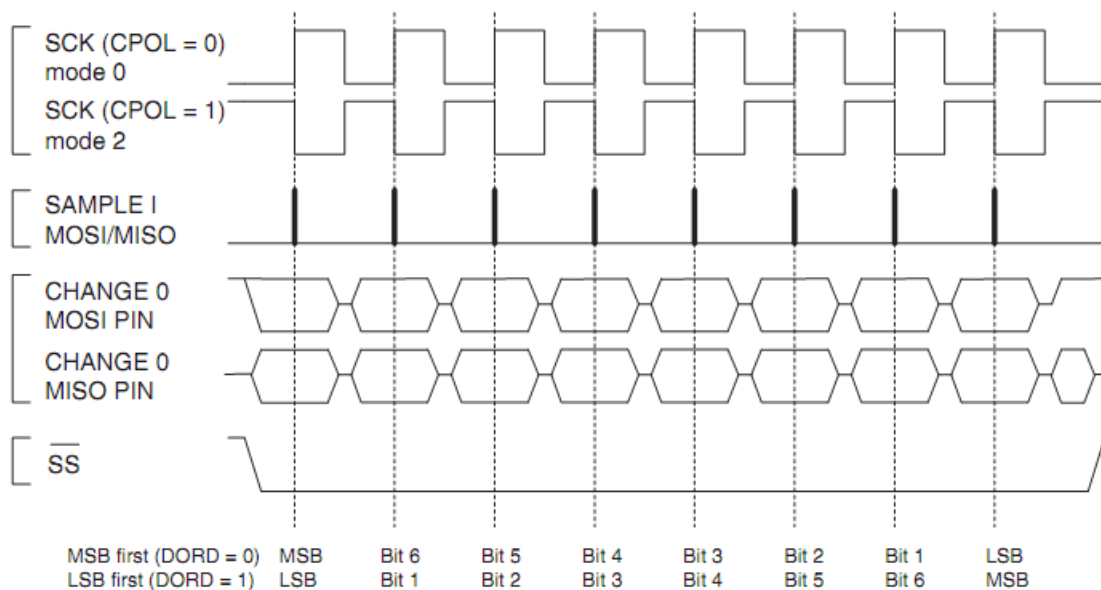 SCK (CPOL = 0)
mode 0
SCK (CPOL = 1)
mode 2
SAMPLE I
MOSI/MISO
CHANGE 0
MOSI PIN
CHANGE 0
MISO PIN
SS
MSB first (DORD = 0) MSB Bit 6 Bit 5 Bit 4 Bit 3 Bit 2 Bit 1 LSB
LSB first (DORD = 1) LSB Bit 1 Bit 2 Bit 3 Bit 4 Bit 5 Bit 6 MSB